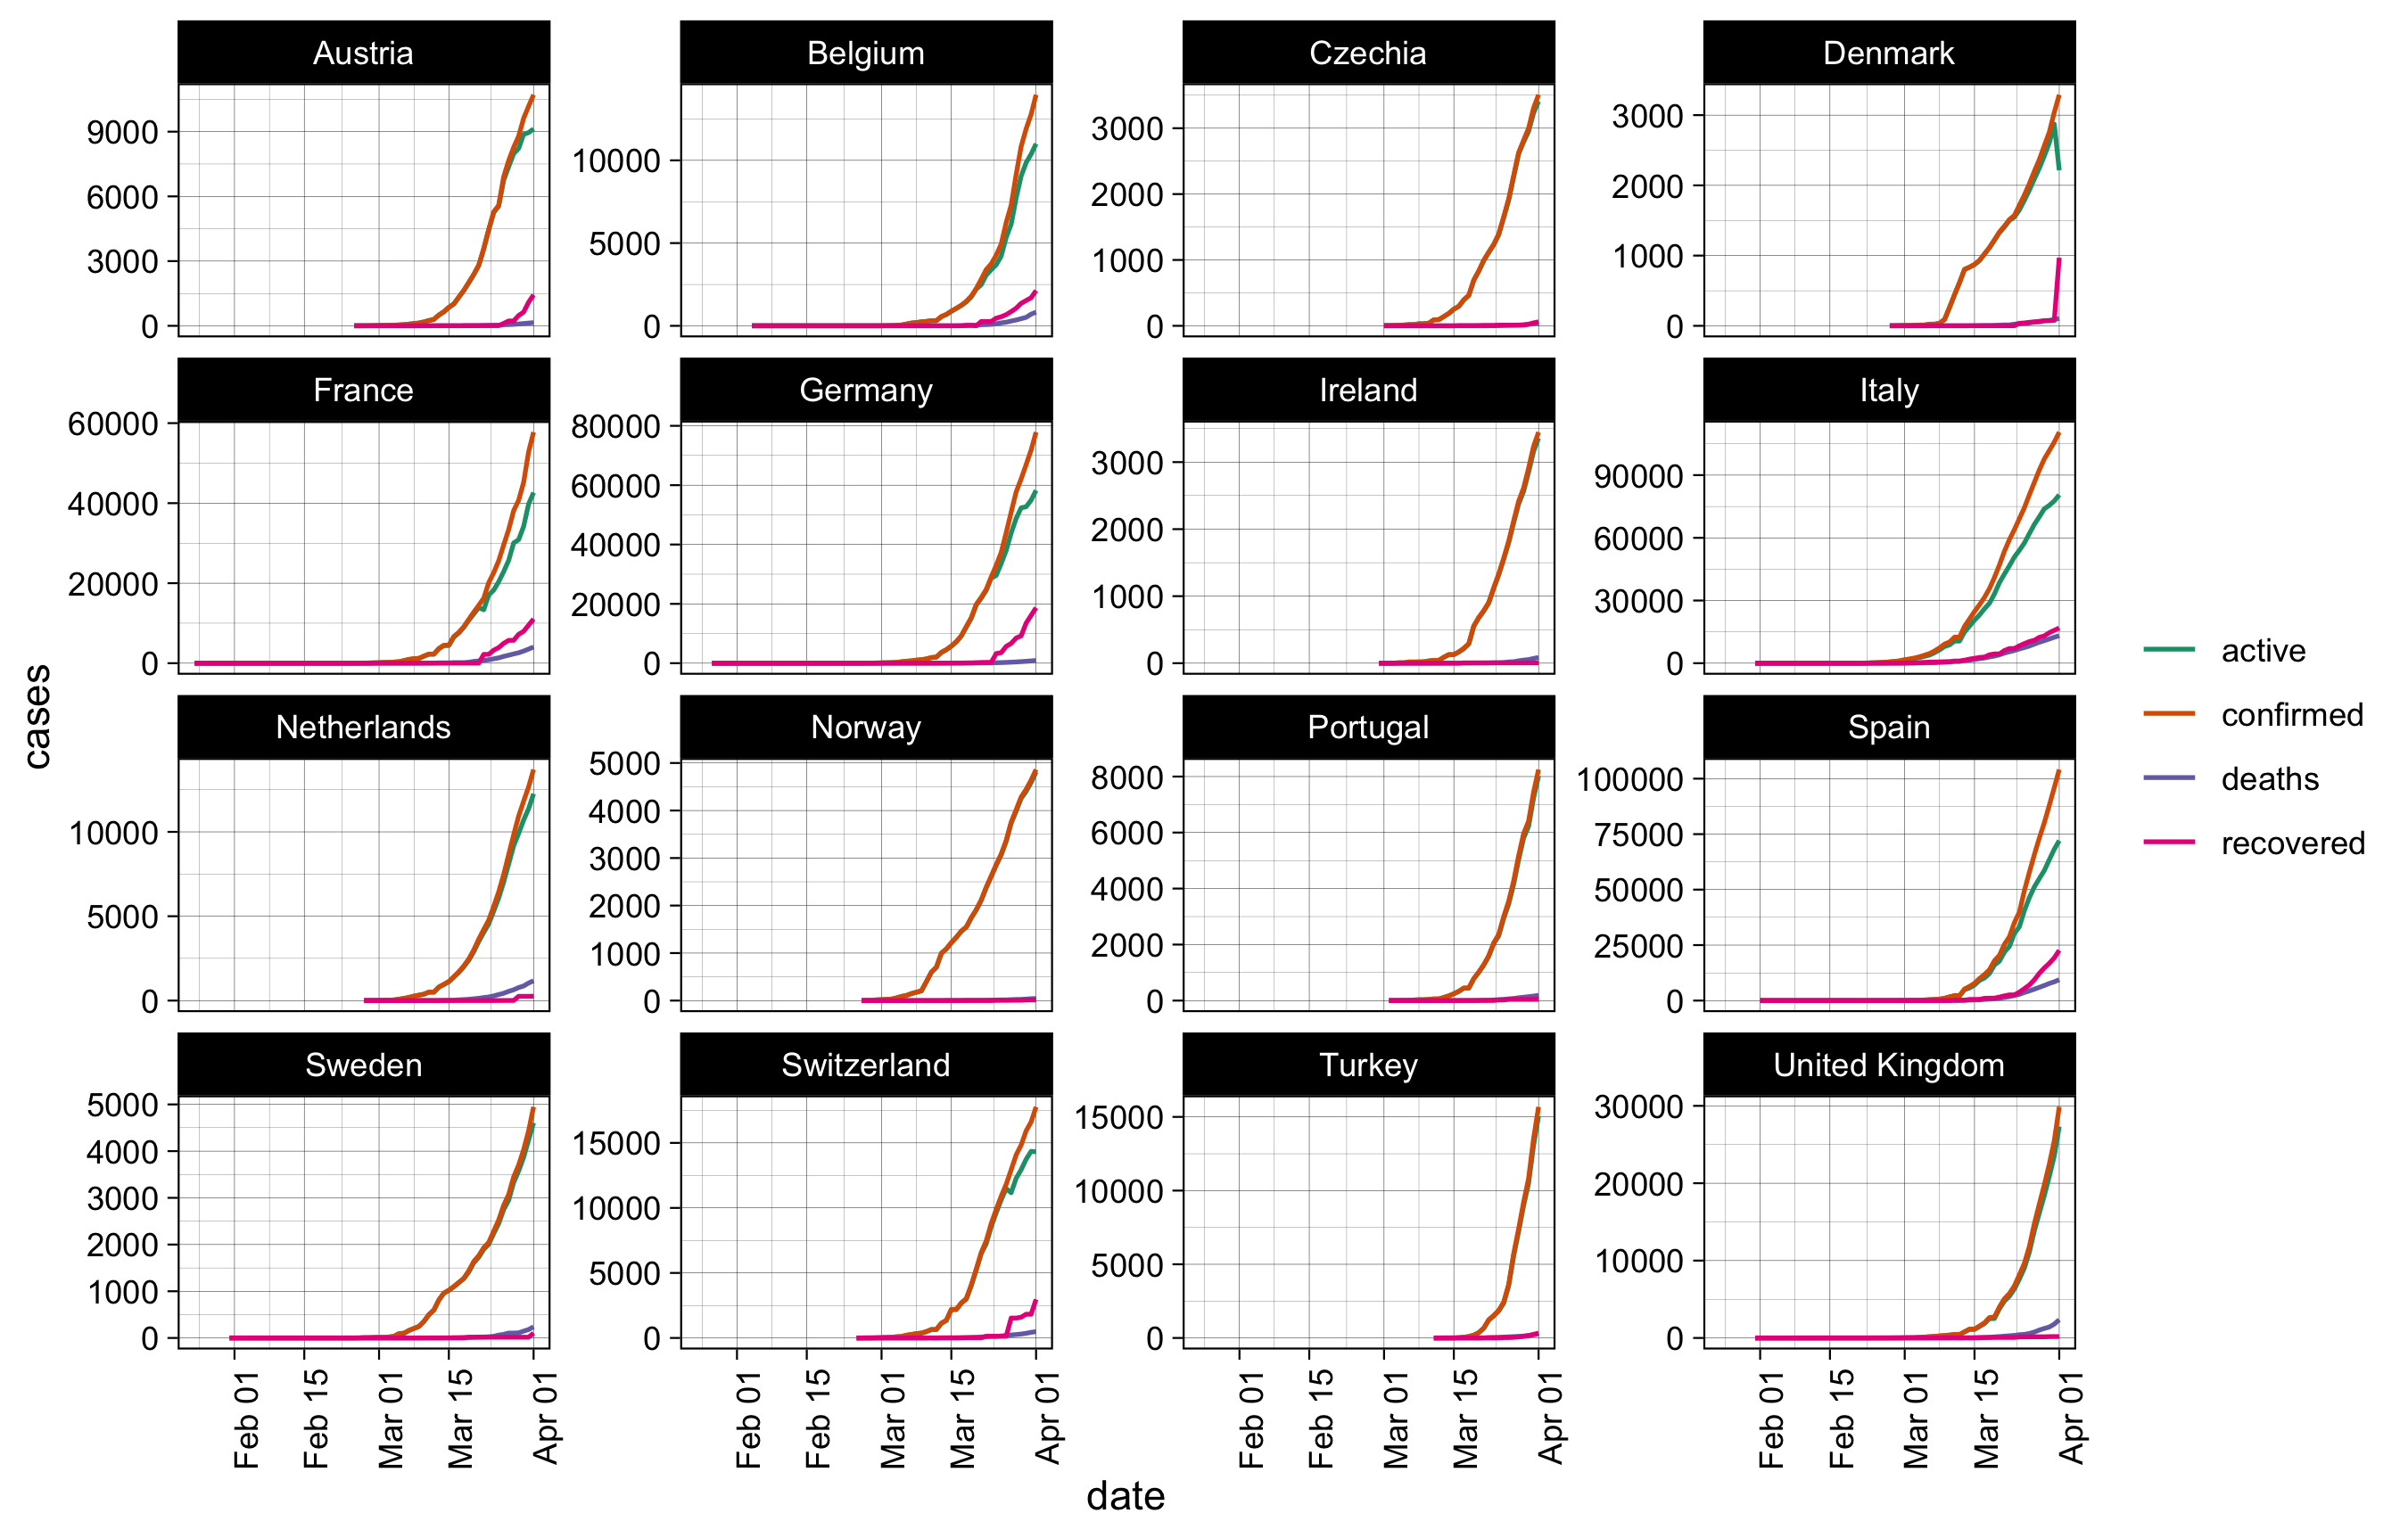 Austria
Belgium
Czechia
Denmark
9000
6000
3000
0
10000
5000
0
3000
2000
1000
0
3000
2000
1000
0
France
Germany
Ireland
Italy
60000
40000
20000
0
80000
60000
40000
20000
0
3000
2000
1000
0
90000
60000
30000
0
Netherlands
Norway
Portugal
Spain
10000
5000
0
5000
4000
3000
2000
1000
0
8000
6000
4000
2000
0
100000
75000
50000
25000
0
Sweden
Switzerland
Turkey
United Kingdom
5000
4000
3000
2000
1000
0
15000
10000
5000
0
15000
10000
5000
0
30000
20000
10000
0
Feb 01
Feb 15
Mar 01
Mar 15
Apr 01
Feb 01
Feb 15
Mar 01
Mar 15
Apr 01
Feb 01
Feb 15
Mar 01
Mar 15
Apr 01
Feb 01
Feb 15
Mar 01
Mar 15
Apr 01
date
cases
active
confirmed
deaths
recovered